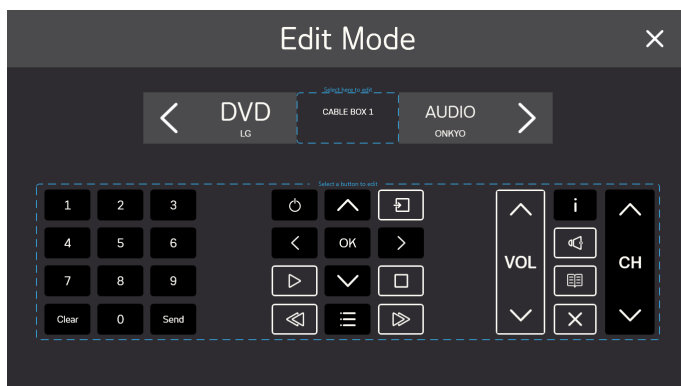 Edit Mode
Select here to edit
DVD
LG
CABLE BOX 1
AUDIO
ONKYO
Select a button to edit
1 2 3
i
4 5 6
OK
VOL
CH
7 8 9
Clear 0 Send